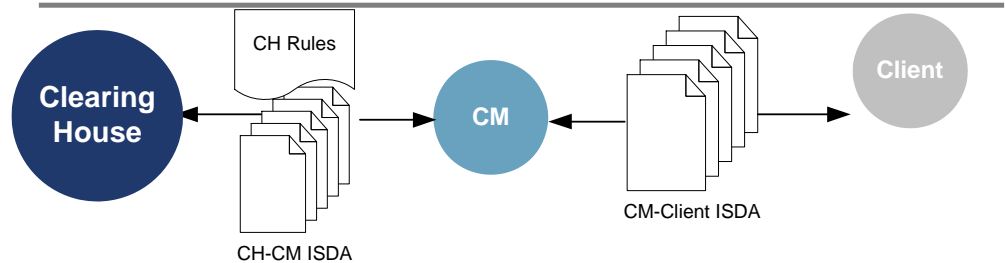 CH Rules
Clearing
House
CM
Client
CH-CM ISDA
CM-Client ISDA